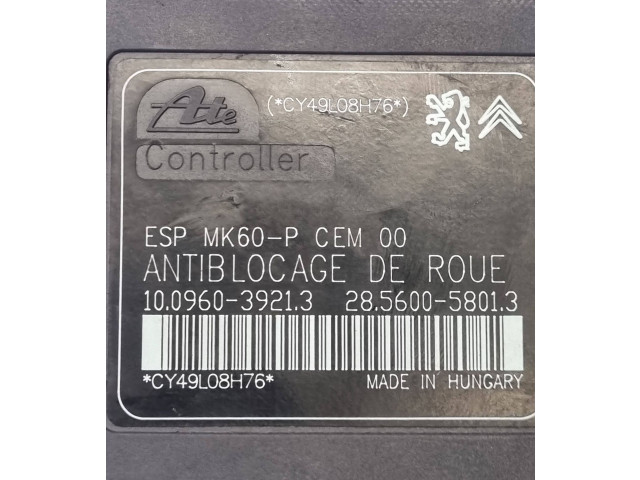 Ate (*CY49L08H76*)
Controller
ESP MK60-P CEM 00
ANTIBLOCAGE DE ROUE
10.0960-3921.3 28.5600-5801.3
*CY49L08H76* MADE IN HUNGARY